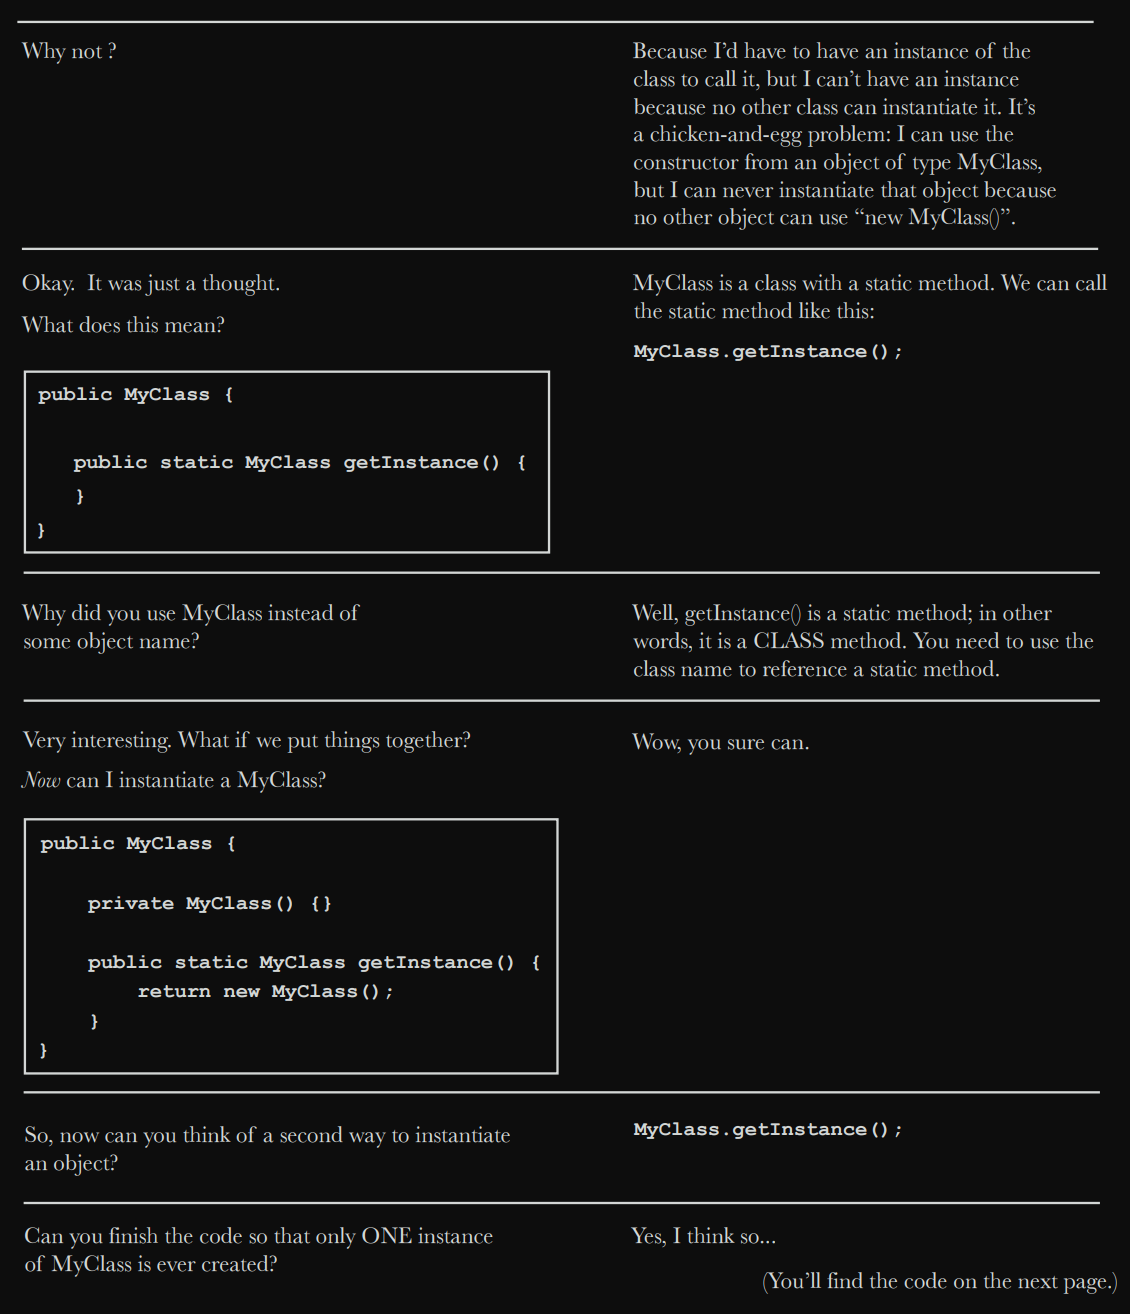 Why not ?
Because I’d have to have an instance of the
class to call it, but I can’t have an instance
because no other class can instantiate it. It’s
a chicken-and-egg problem: I can use the
constructor from an object of type MyClass,
but I can never instantiate that object because
no other object can use “new MyClass()”.
Okay. It was just a thought.
What does this mean?
public MyClass {
public static MyClass getInstance() {
}
}
MyClass is a class with a static method. We can call
the static method like this:
MyClass.getInstance();
Why did you use MyClass instead of
some object name?
Well, getInstance() is a static method; in other
words, it is a CLASS method. You need to use the
class name to reference a static method.
Very interesting. What if we put things together?
Now can I instantiate a MyClass?
public MyClass {
private MyClass() {}
public static MyClass getInstance() {
return new MyClass();
}
}
Wow, you sure can.
So, now can you think of a second way to instantiate
an object?
MyClass.getInstance();
Can you finish the code so that only ONE instance
of MyClass is ever created?
Yes, I think so...
(You’ll find the code on the next page.)